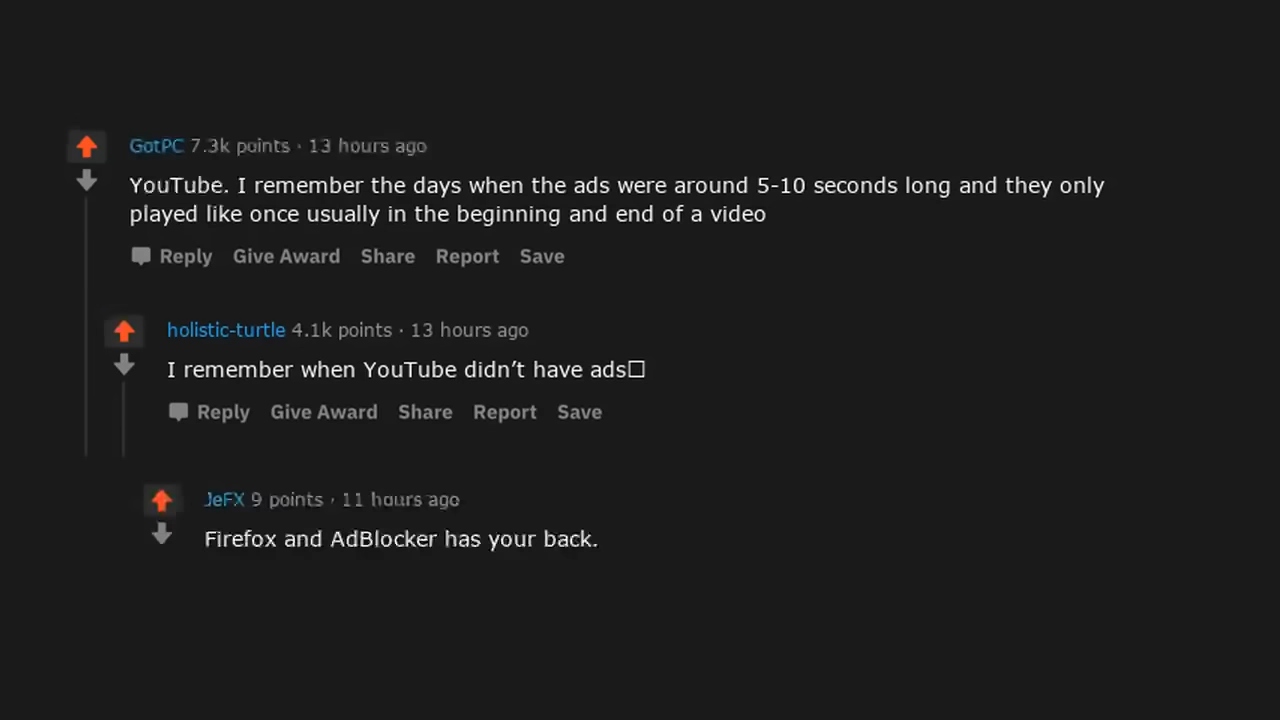 GotPC 7.3k points · 13 hours ago
YouTube. I remember the days when the ads were around 5-10 seconds long and they only
played like once usually in the beginning and end of a video
Reply Give Award Share Report Save
holistic-turtle 4.1k points · 13 hours ago
I remember when YouTube didn’t have ads□
Reply Give Award Share Report Save
JeFX 9 points · 11 hours ago
Firefox and AdBlocker has your back.